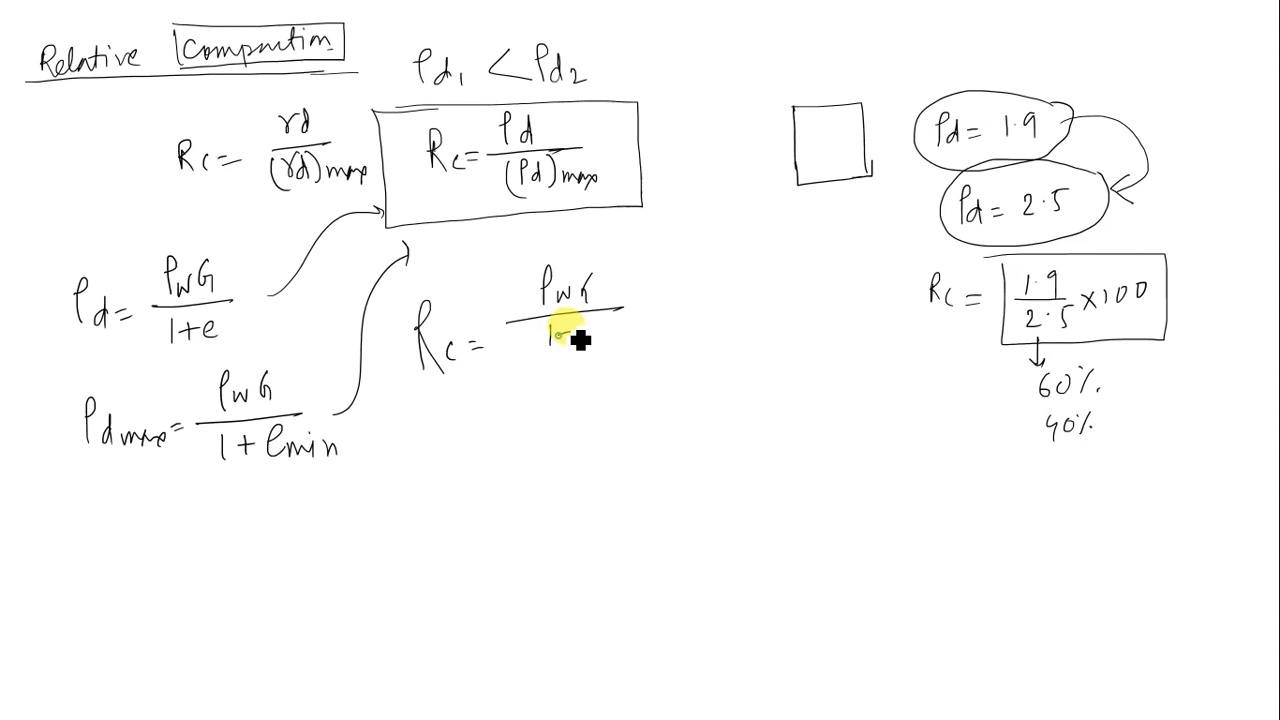 Relative Compaction
ρd1 < ρd2
Rc = γd/(γd)max
Rc = ρd/(ρd)max
ρd = 1.9
ρd = 2.5
ρd = ρwG/1+e
Rc = ρwG/1
Rc = 1.9/2.5 × 100
60%.
40%.
ρdmax = ρwG/1+emin